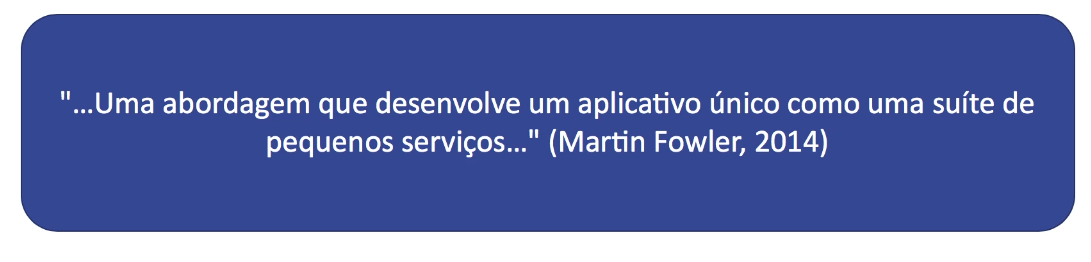 "...Uma abordagem que desenvolve um aplicativo único como uma suíte de
pequenos serviços..." (Martin Fowler, 2014)